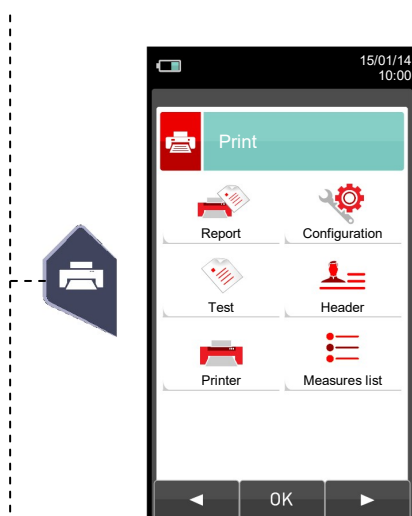 15/01/14
10:00
Print
Report
Configuration
Test
Header
Printer
Measures list
OK